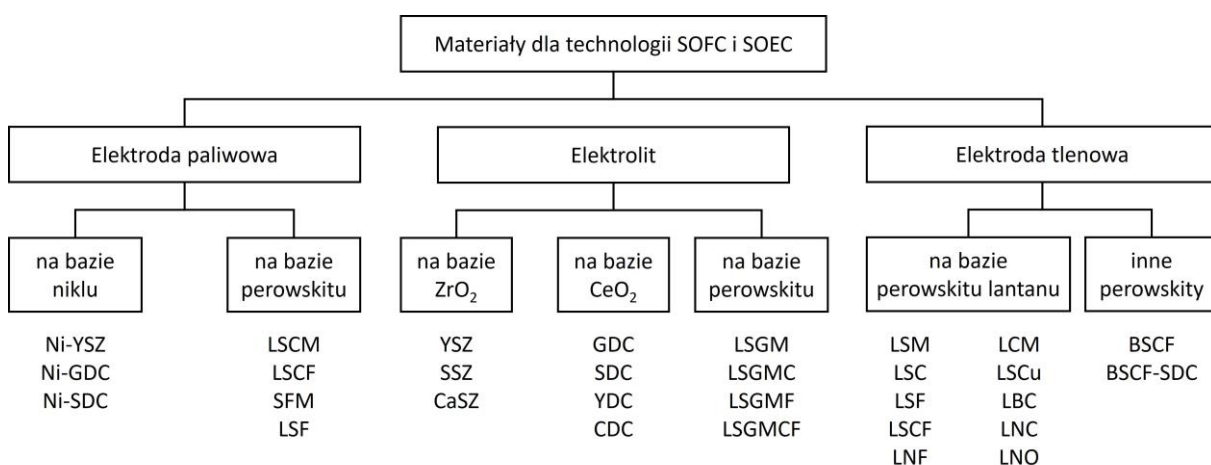 Materiały dla technologii SOFC i SOEC
Elektroda paliwowa
Elektrolit
Elektroda tlenowa
na bazie
niklu
na bazie
perowskitu
na bazie
ZrO₂
na bazie
CeO₂
na bazie
perowskitu
na bazie
perowskitu lantanu
inne
perowskity
Ni-YSZ
Ni-GDC
Ni-SDC
LSCM
LSCF
SFM
LSF
YSZ
SSZ
CaSZ
GDC
SDC
YDC
CDC
LSGM
LSGMC
LSGMF
LSGMCF
LSM
LSC
LSF
LSCF
LNF
LCM
LSCu
LBC
LNC
LNO
BSCF
BSCF-SDC